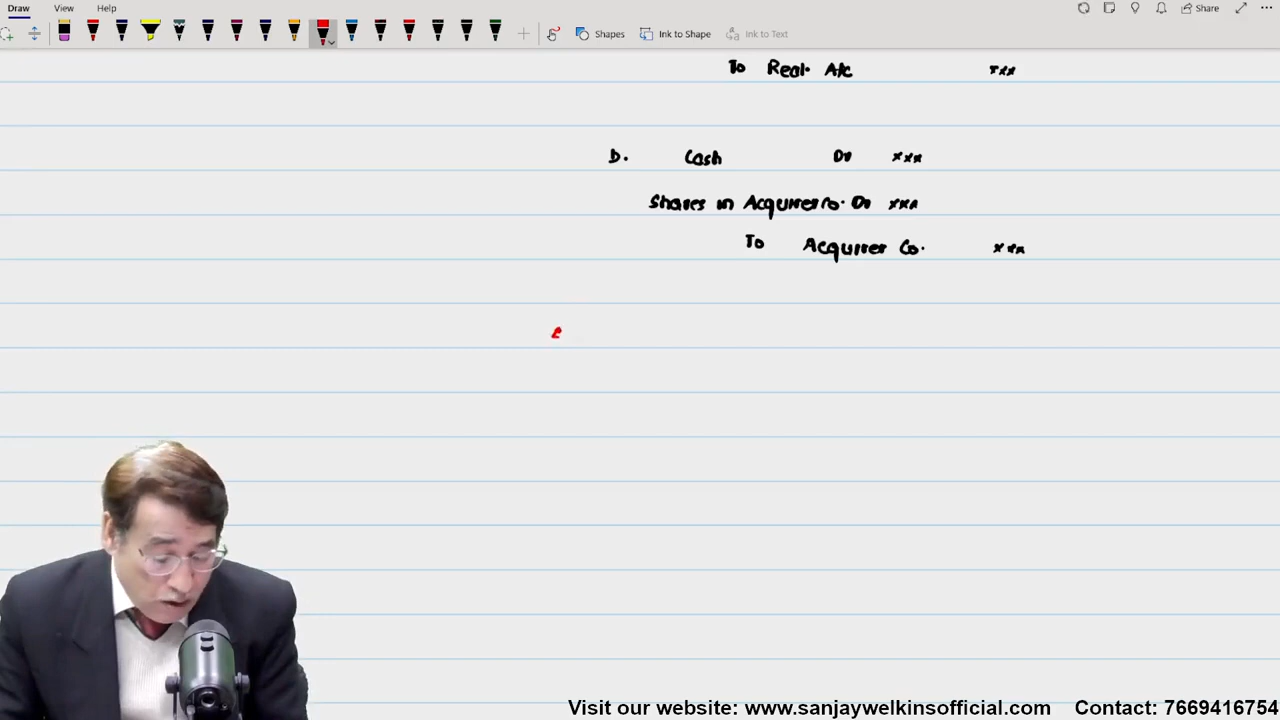 Draw View Help Share
Shapes Ink to Shape Ink to Text
To Real. A/c xxx
D. Cash Dr xxx
Shares in Acquirer Co. Dr xxx
To Acquirer Co. xxx
Visit our website: www.sanjaywelkinsofficial.com Contact: 7669416754